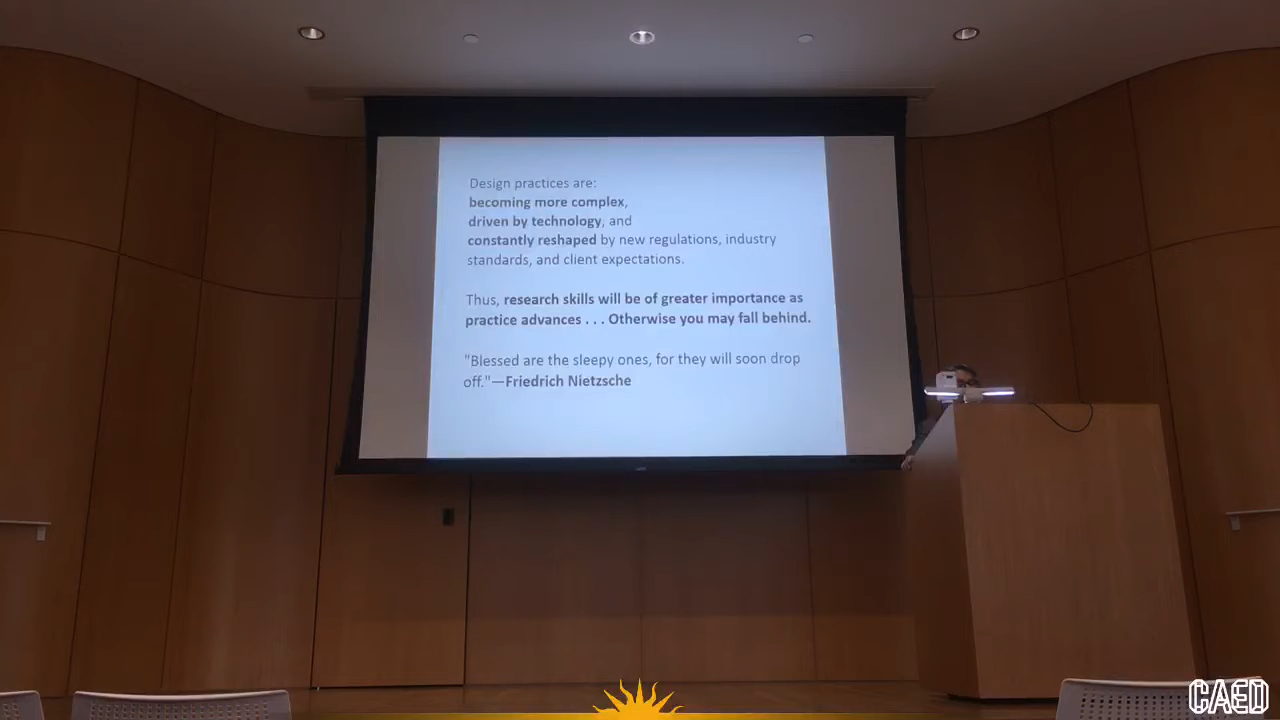 Design practices are:
becoming more complex,
driven by technology, and
constantly reshaped by new regulations, industry
standards, and client expectations.
Thus, research skills will be of greater importance as
practice advances . . . Otherwise you may fall behind.
"Blessed are the sleepy ones, for they will soon drop
off."—Friedrich Nietzsche
CAED